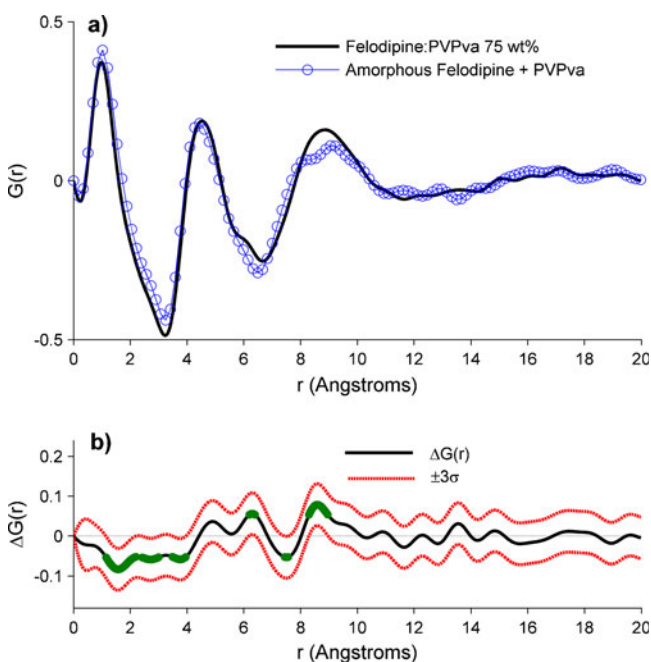 a)
0.5
0
-0.5
G(r)
Felodipine:PVPva 75 wt%
Amorphous Felodipine + PVPva
0 2 4 6 8 10 12 14 16 18 20
r (Angstroms)
b)
0.2
0.1
0
-0.1
ΔG(r)
ΔG(r)
±3σ
0 2 4 6 8 10 12 14 16 18 20
r (Angstroms)